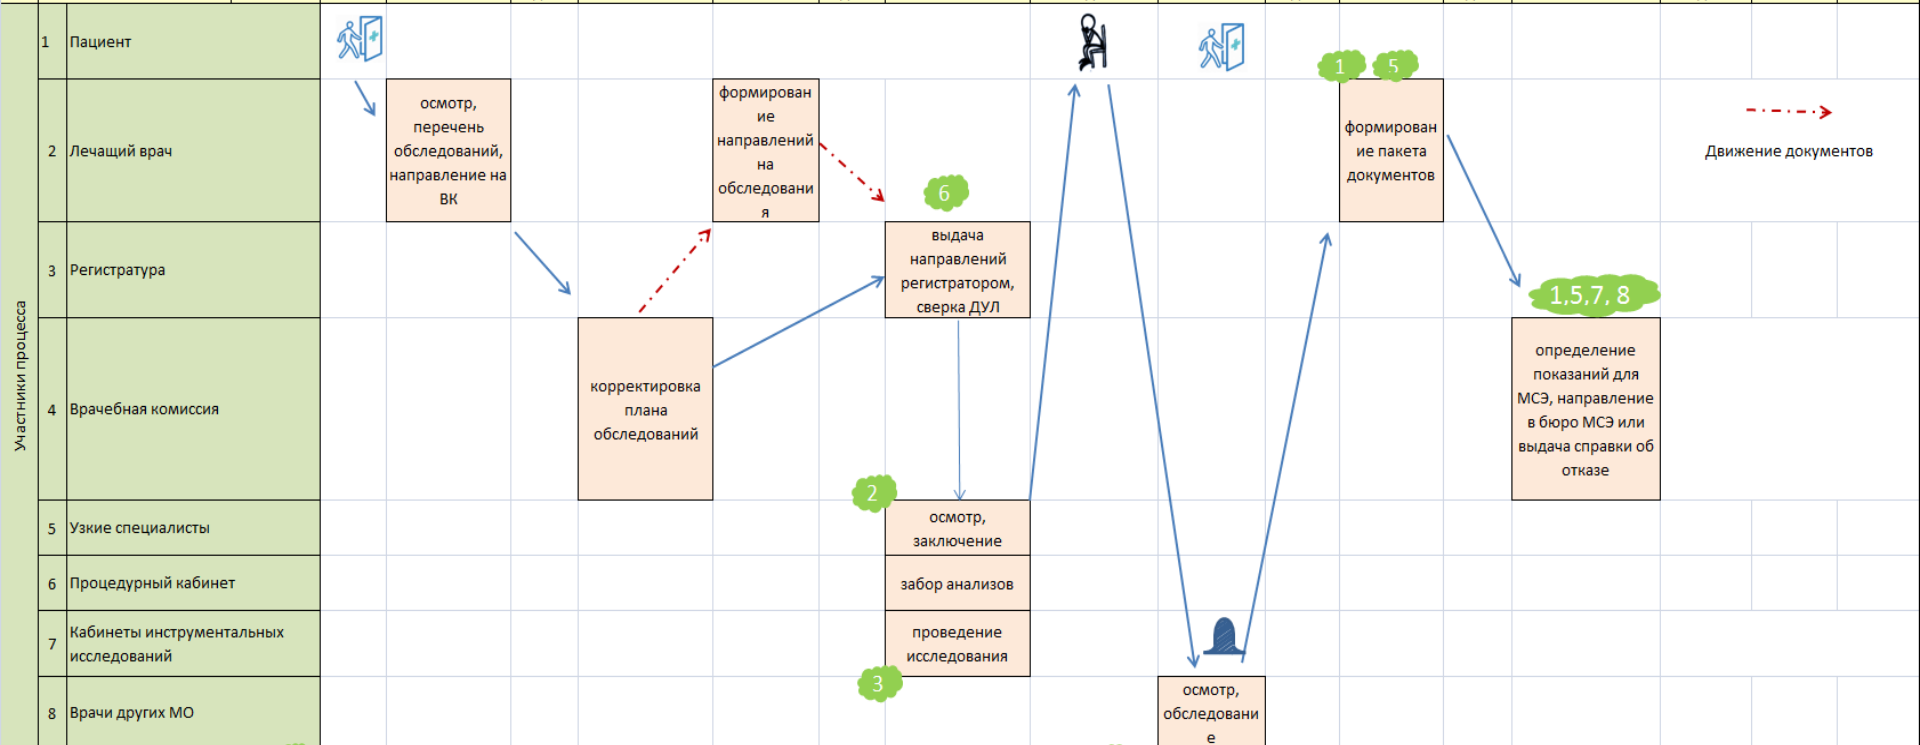 Участники процесса
1 Пациент
2 Лечащий врач
3 Регистратура
4 Врачебная комиссия
5 Узкие специалисты
6 Процедурный кабинет
7 Кабинеты инструментальных
исследований
8 Врачи других МО
осмотр,
перечень
обследований,
направление на
ВК
корректировка
плана
обследований
формирован
ие
направлений
на
обследовани
я
6
выдача
направлений
регистратором,
сверка ДУЛ
2
осмотр,
заключение
забор анализов
проведение
исследования
3
осмотр,
обследовани
е
1 5
формирован
ие пакета
документов
1,5,7, 8
определение
показаний для
МСЭ, направление
в бюро МСЭ или
выдача справки об
отказе
Движение документов